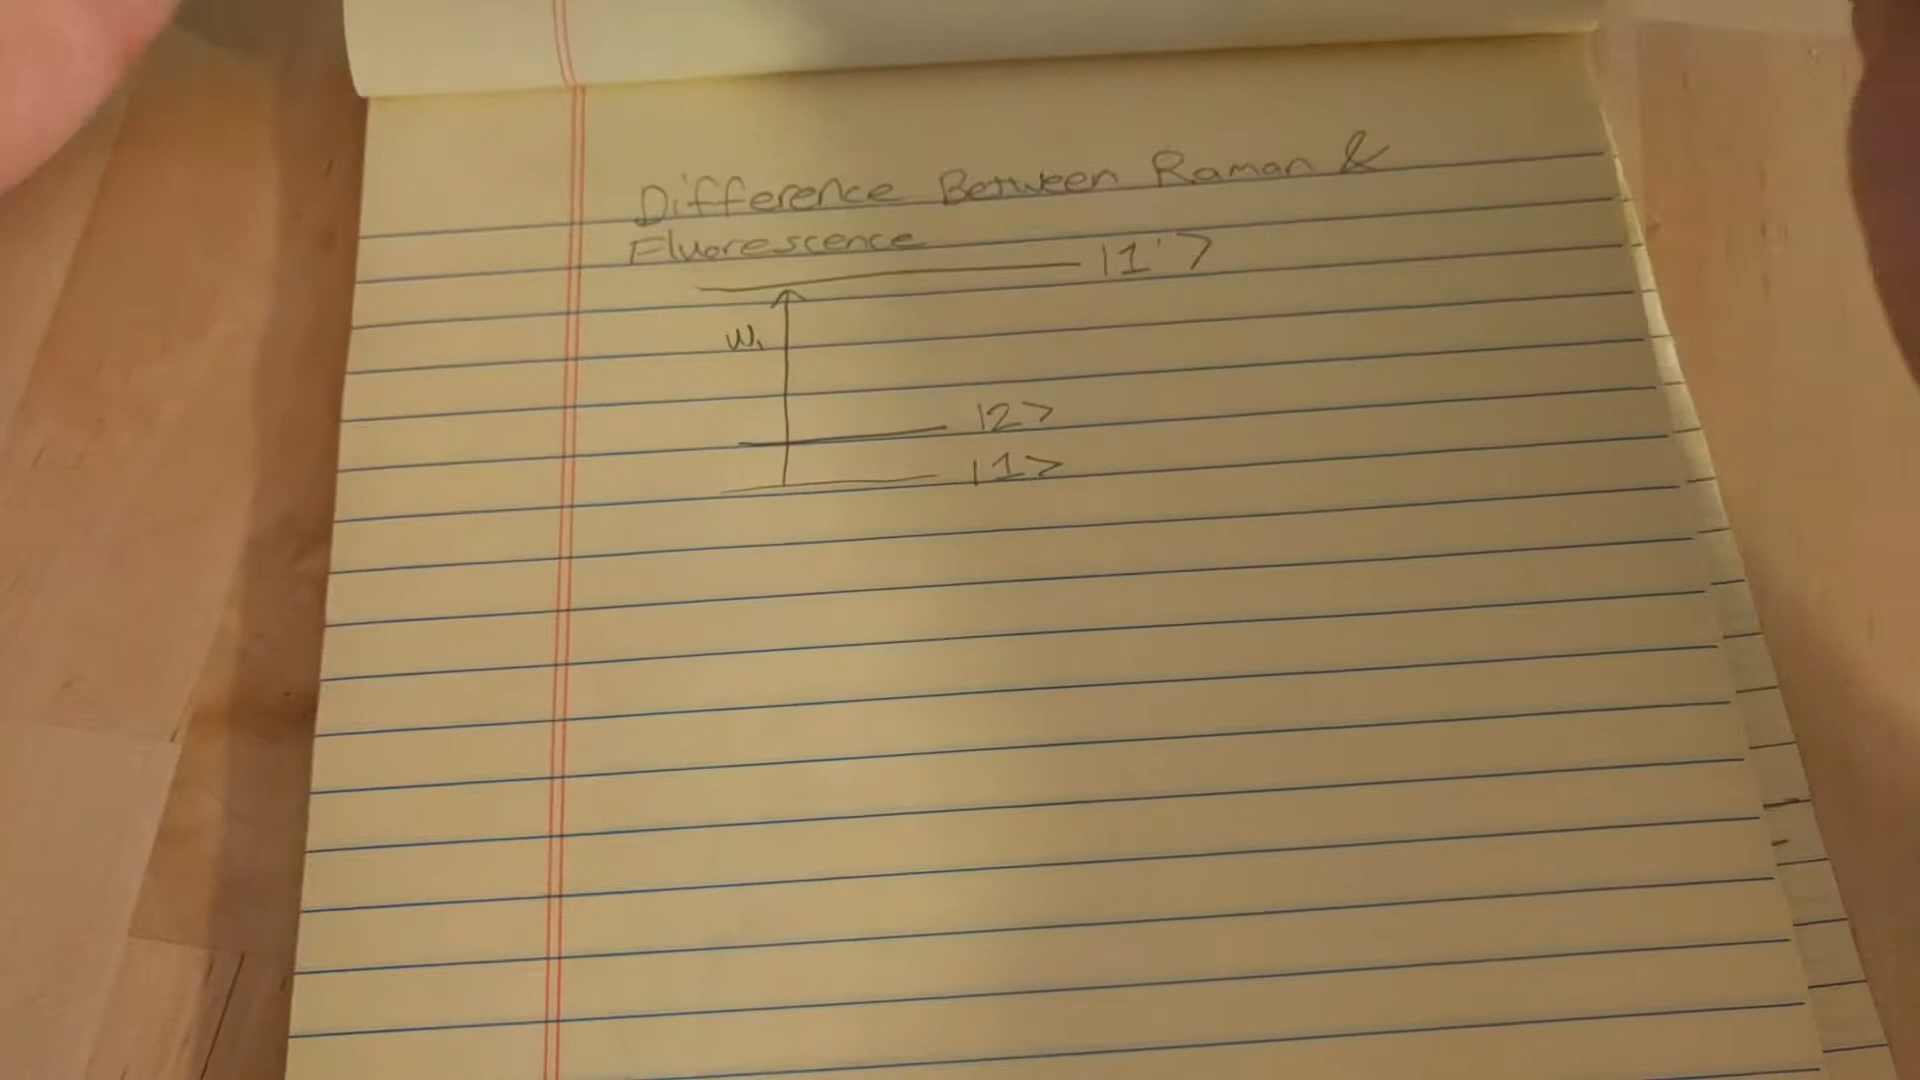 Difference Between Raman &
Fluorescence
|1'>
W₁
|2>
|1>